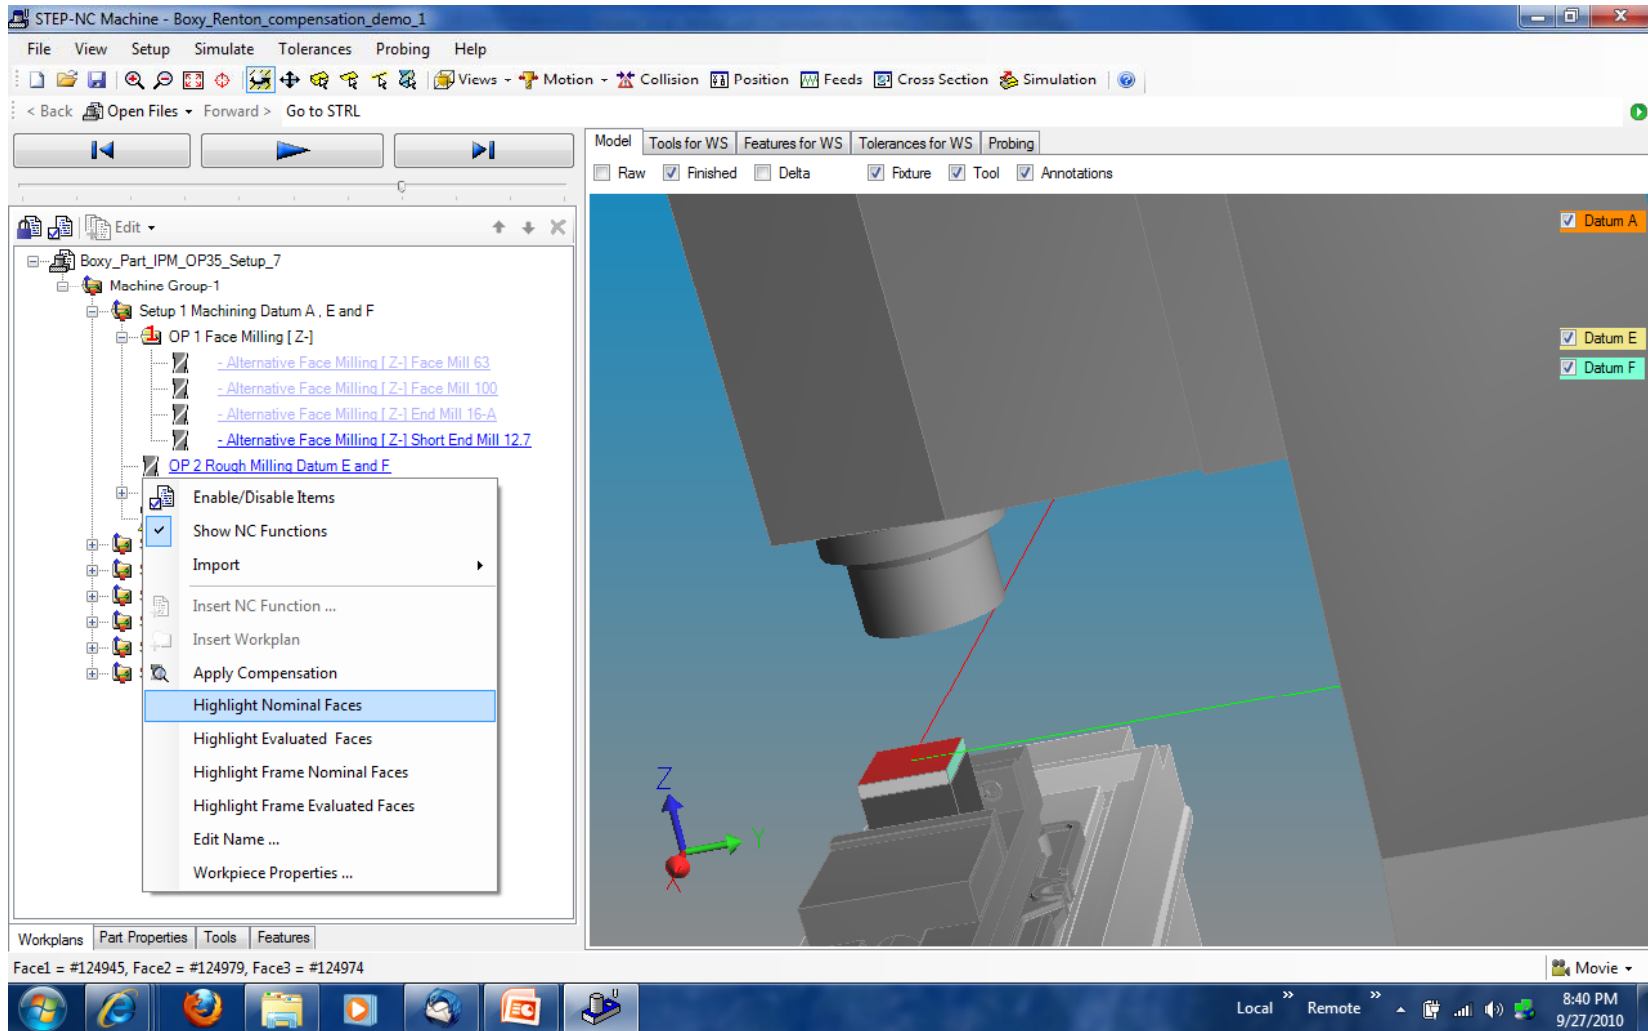 STEP-NC Machine - Boxy_Renton_compensation_demo_1
File View Setup Simulate Tolerances Probing Help
Views Motion Collision Position Feeds Cross Section Simulation
< Back Open Files Forward > Go to STRL
Model Tools for WS Features for WS Tolerances for WS Probing
Raw Finished Delta Fixture Tool Annotations
Edit
Boxy_Part_IPM_OP35_Setup_7
Machine Group-1
Setup 1 Machining Datum A , E and F
OP 1 Face Milling [ Z-]
- Alternative Face Milling [ Z-] Face Mill 63
- Alternative Face Milling [ Z-] Face Mill 100
- Alternative Face Milling [ Z-] End Mill 16-A
- Alternative Face Milling [ Z-] Short End Mill 12.7
OP 2 Rough Milling Datum E and F
Enable/Disable Items
Show NC Functions
Import
Insert NC Function ...
Insert Workplan
Apply Compensation
Highlight Nominal Faces
Highlight Evaluated  Faces
Highlight Frame Nominal Faces
Highlight Frame Evaluated Faces
Edit Name ...
Workpiece Properties ...
Datum A
Datum E
Datum F
Z
Y
X
Workplans Part Properties Tools Features
Face1 = #124945, Face2 = #124979, Face3 = #124974
Movie
Local » Remote »
8:40 PM
9/27/2010